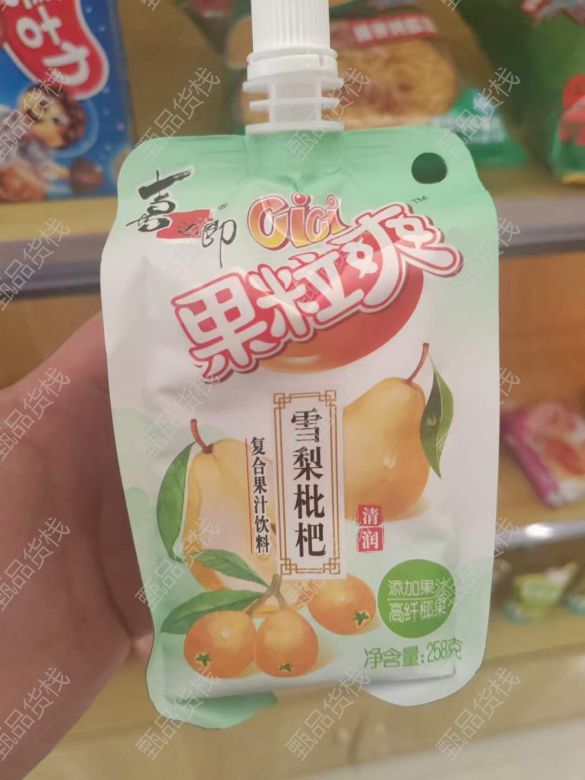 喜之郎®
CiCi
果粒爽™
雪梨枇杷
复合果汁饮料
清润
添加果汁
高纤椰果
净含量:258克
甄品货栈